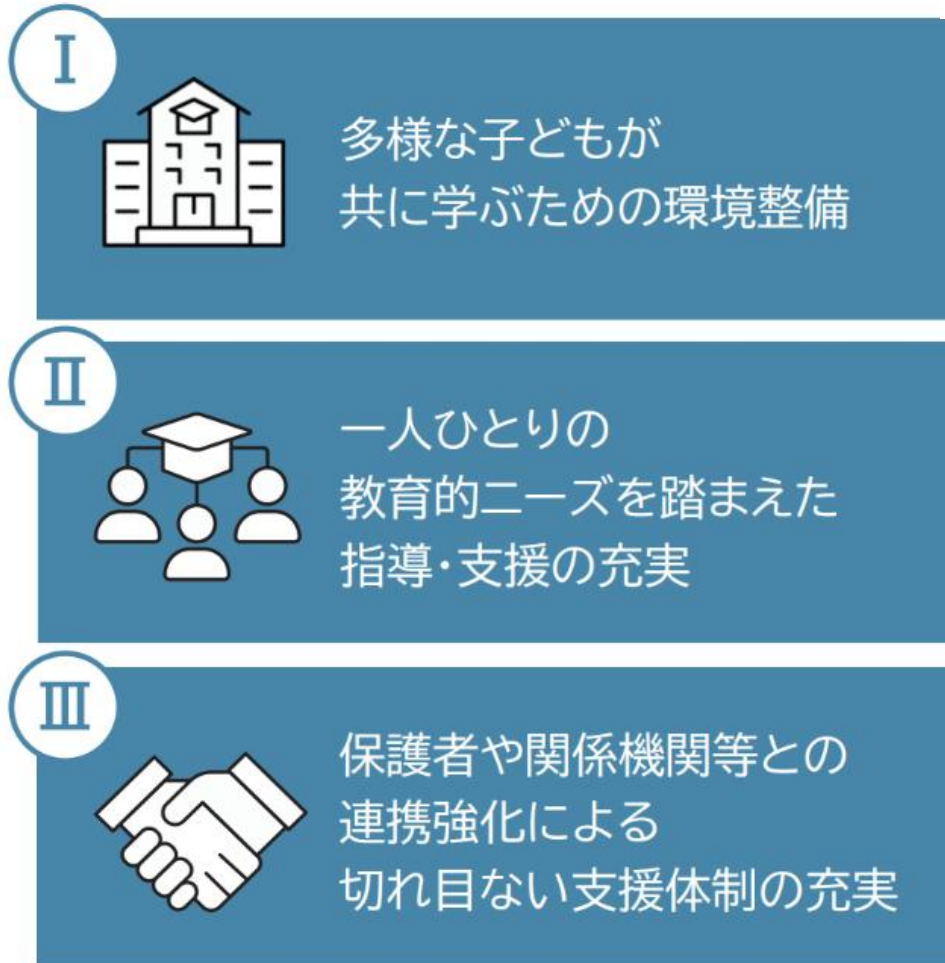 Ⅰ
多様な子どもが
共に学ぶための環境整備
Ⅱ
一人ひとりの
教育的ニーズを踏まえた
指導・支援の充実
Ⅲ
保護者や関係機関等との
連携強化による
切れ目ない支援体制の充実